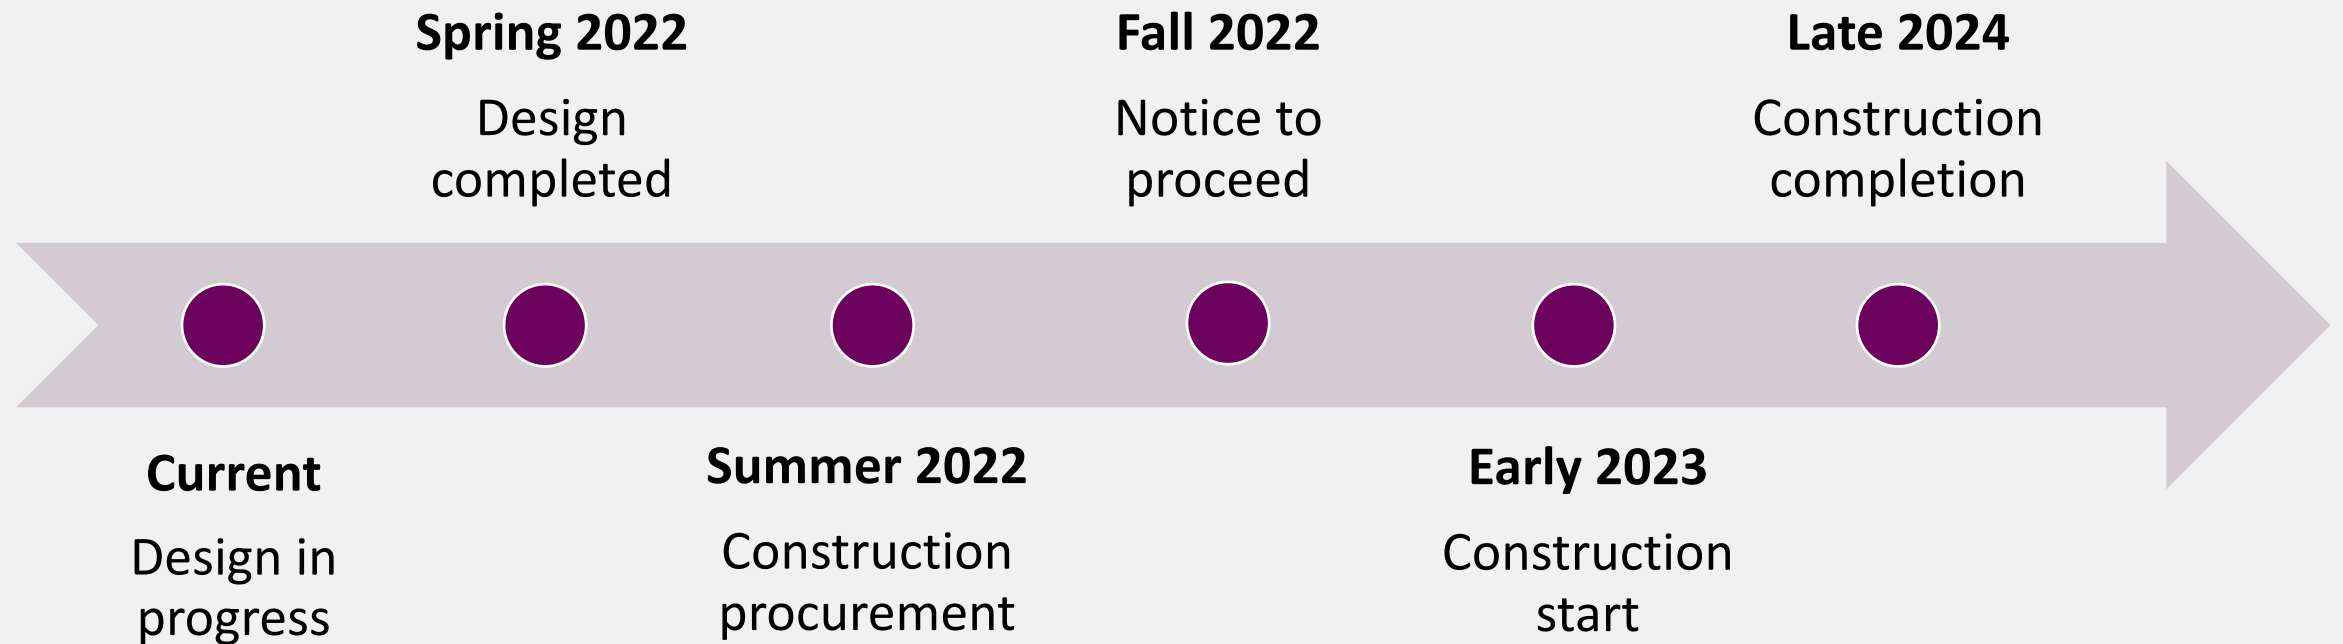 Spring 2022
Design
completed
Fall 2022
Notice to
proceed
Late 2024
Construction
completion
Current
Design in
progress
Summer 2022
Construction
procurement
Early 2023
Construction
start